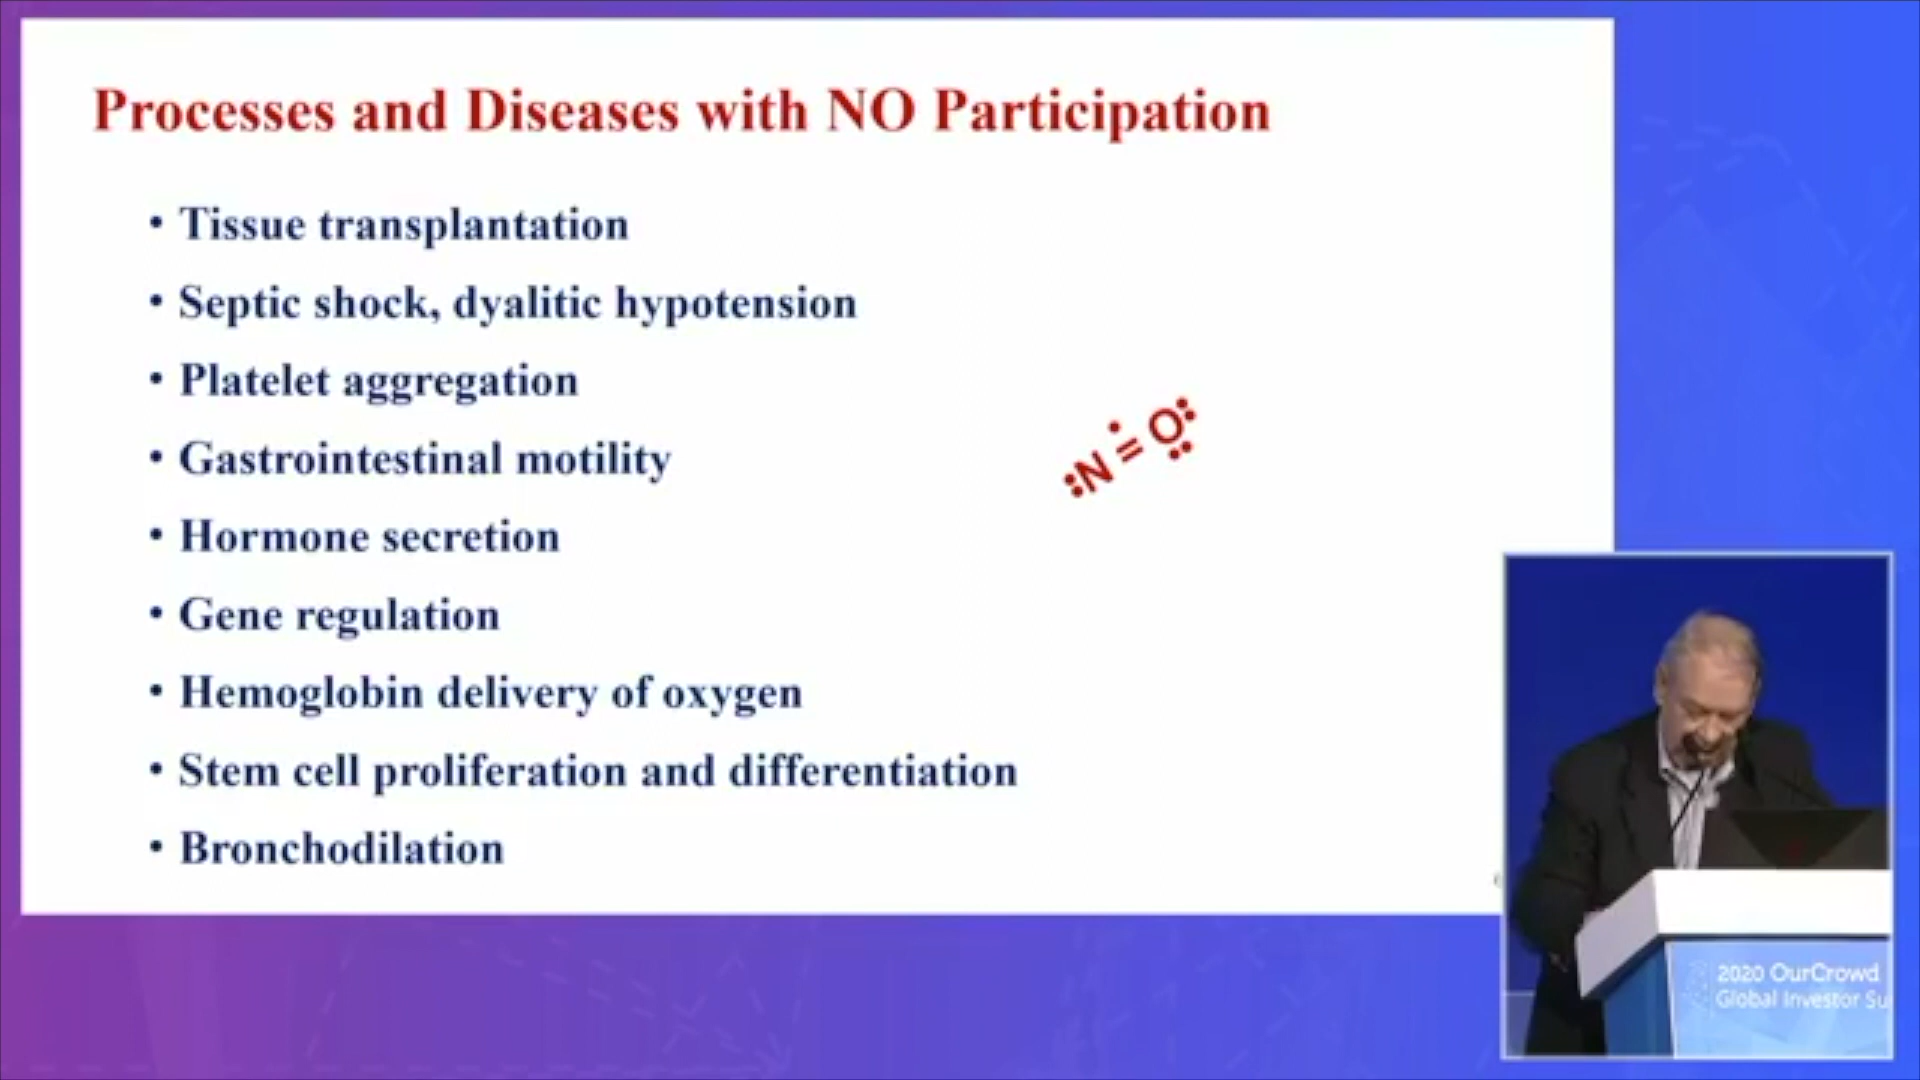 Processes and Diseases with NO Participation
• Tissue transplantation
• Septic shock, dyalitic hypotension
• Platelet aggregation
• Gastrointestinal motility
• Hormone secretion
• Gene regulation
• Hemoglobin delivery of oxygen
• Stem cell proliferation and differentiation
• Bronchodilation
:N = O:
2020 OurCrowd
Global Investor Su